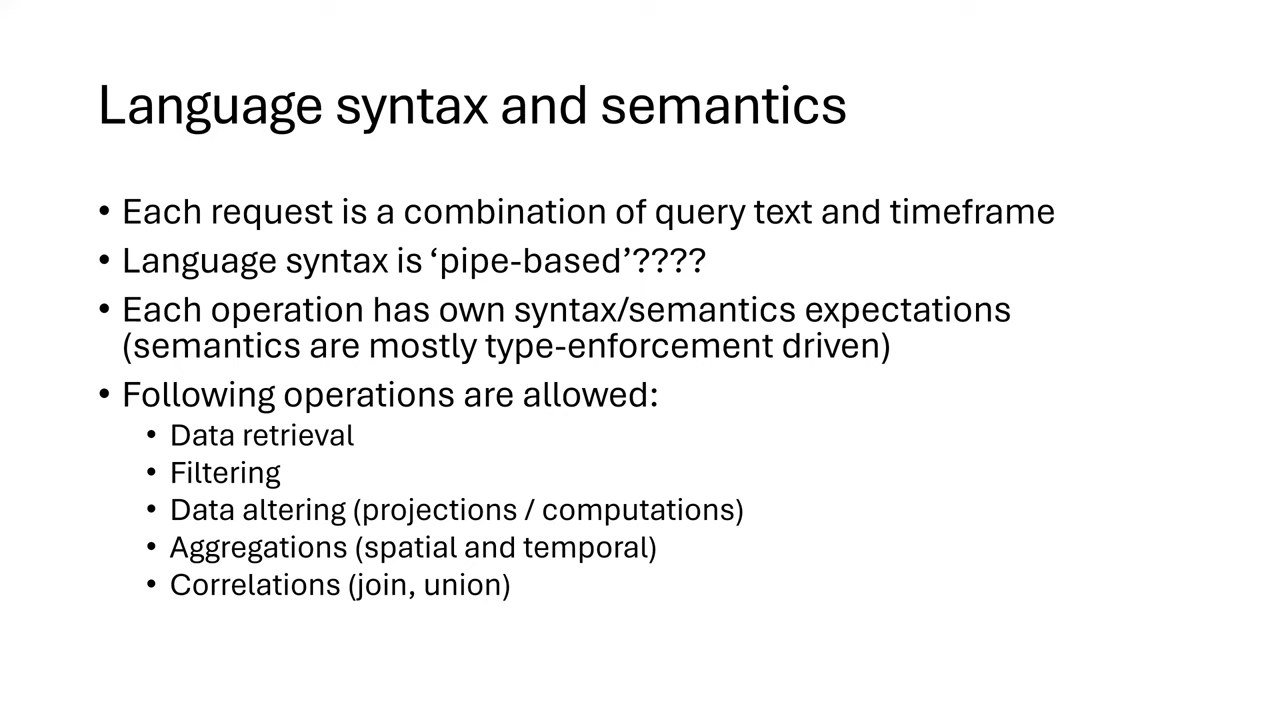 Language syntax and semantics
• Each request is a combination of query text and timeframe
• Language syntax is ‘pipe-based’????
• Each operation has own syntax/semantics expectations
(semantics are mostly type-enforcement driven)
• Following operations are allowed:
• Data retrieval
• Filtering
• Data altering (projections / computations)
• Aggregations (spatial and temporal)
• Correlations (join, union)